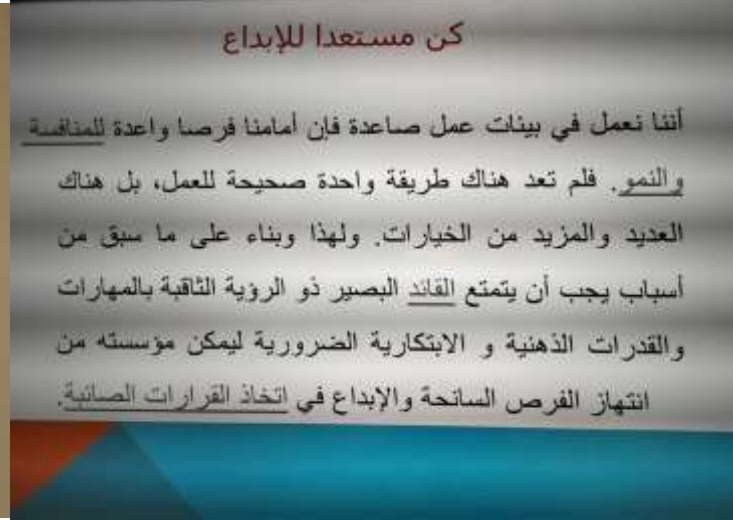 كن مستعدا للإبداع
أننا نعمل في بيئات عمل صاعدة فإن أمامنا فرصا واعدة للمنافسة
والنمو. فلم تعد هناك طريقة واحدة صحيحة للعمل، بل هناك
العديد والمزيد من الخيارات. ولهذا وبناء على ما سبق من
أسباب يجب أن يتمتع القائد البصير ذو الرؤية الثاقبة بالمهارات
والقدرات الذهنية و الابتكارية الضرورية ليمكن مؤسسته من
انتهاز الفرص السانحة والإبداع في اتخاذ القرارات الصائبة.